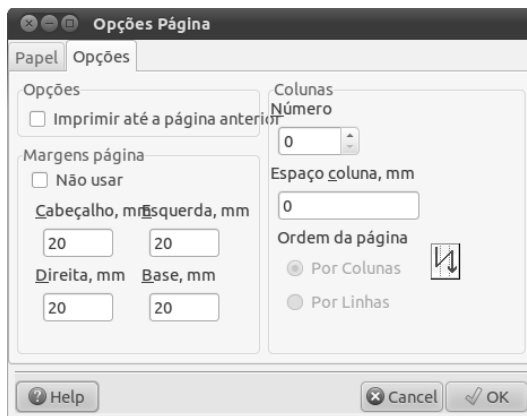 Opções Página
Papel
Opções
Opções
Imprimir até a página anterior
Margens página
Não usar
Cabeçalho, mm
Esquerda, mm
20
20
Direita, mm
Base, mm
20
20
Colunas
Número
0
Espaço coluna, mm
0
Ordem da página
Por Colunas
Por Linhas
Help
Cancel
OK